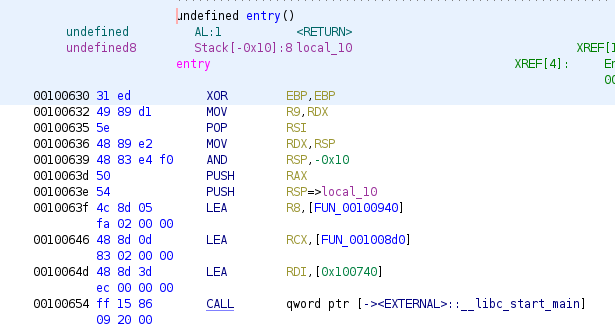 undefined entry()
undefined AL:1 <RETURN>
undefined8 Stack[-0x10]:8 local_10 XREF[1
entry XREF[4]: En
00
00100630 31 ed XOR EBP,EBP
00100632 49 89 d1 MOV R9,RDX
00100635 5e POP RSI
00100636 48 89 e2 MOV RDX,RSP
00100639 48 83 e4 f0 AND RSP,-0x10
0010063d 50 PUSH RAX
0010063e 54 PUSH RSP=>local_10
0010063f 4c 8d 05 LEA R8,[FUN_00100940]
fa 02 00 00
00100646 48 8d 0d LEA RCX,[FUN_001008d0]
83 02 00 00
0010064d 48 8d 3d LEA RDI,[0x100740]
ec 00 00 00
00100654 ff 15 86 CALL qword ptr [-><EXTERNAL>::__libc_start_main]
09 20 00